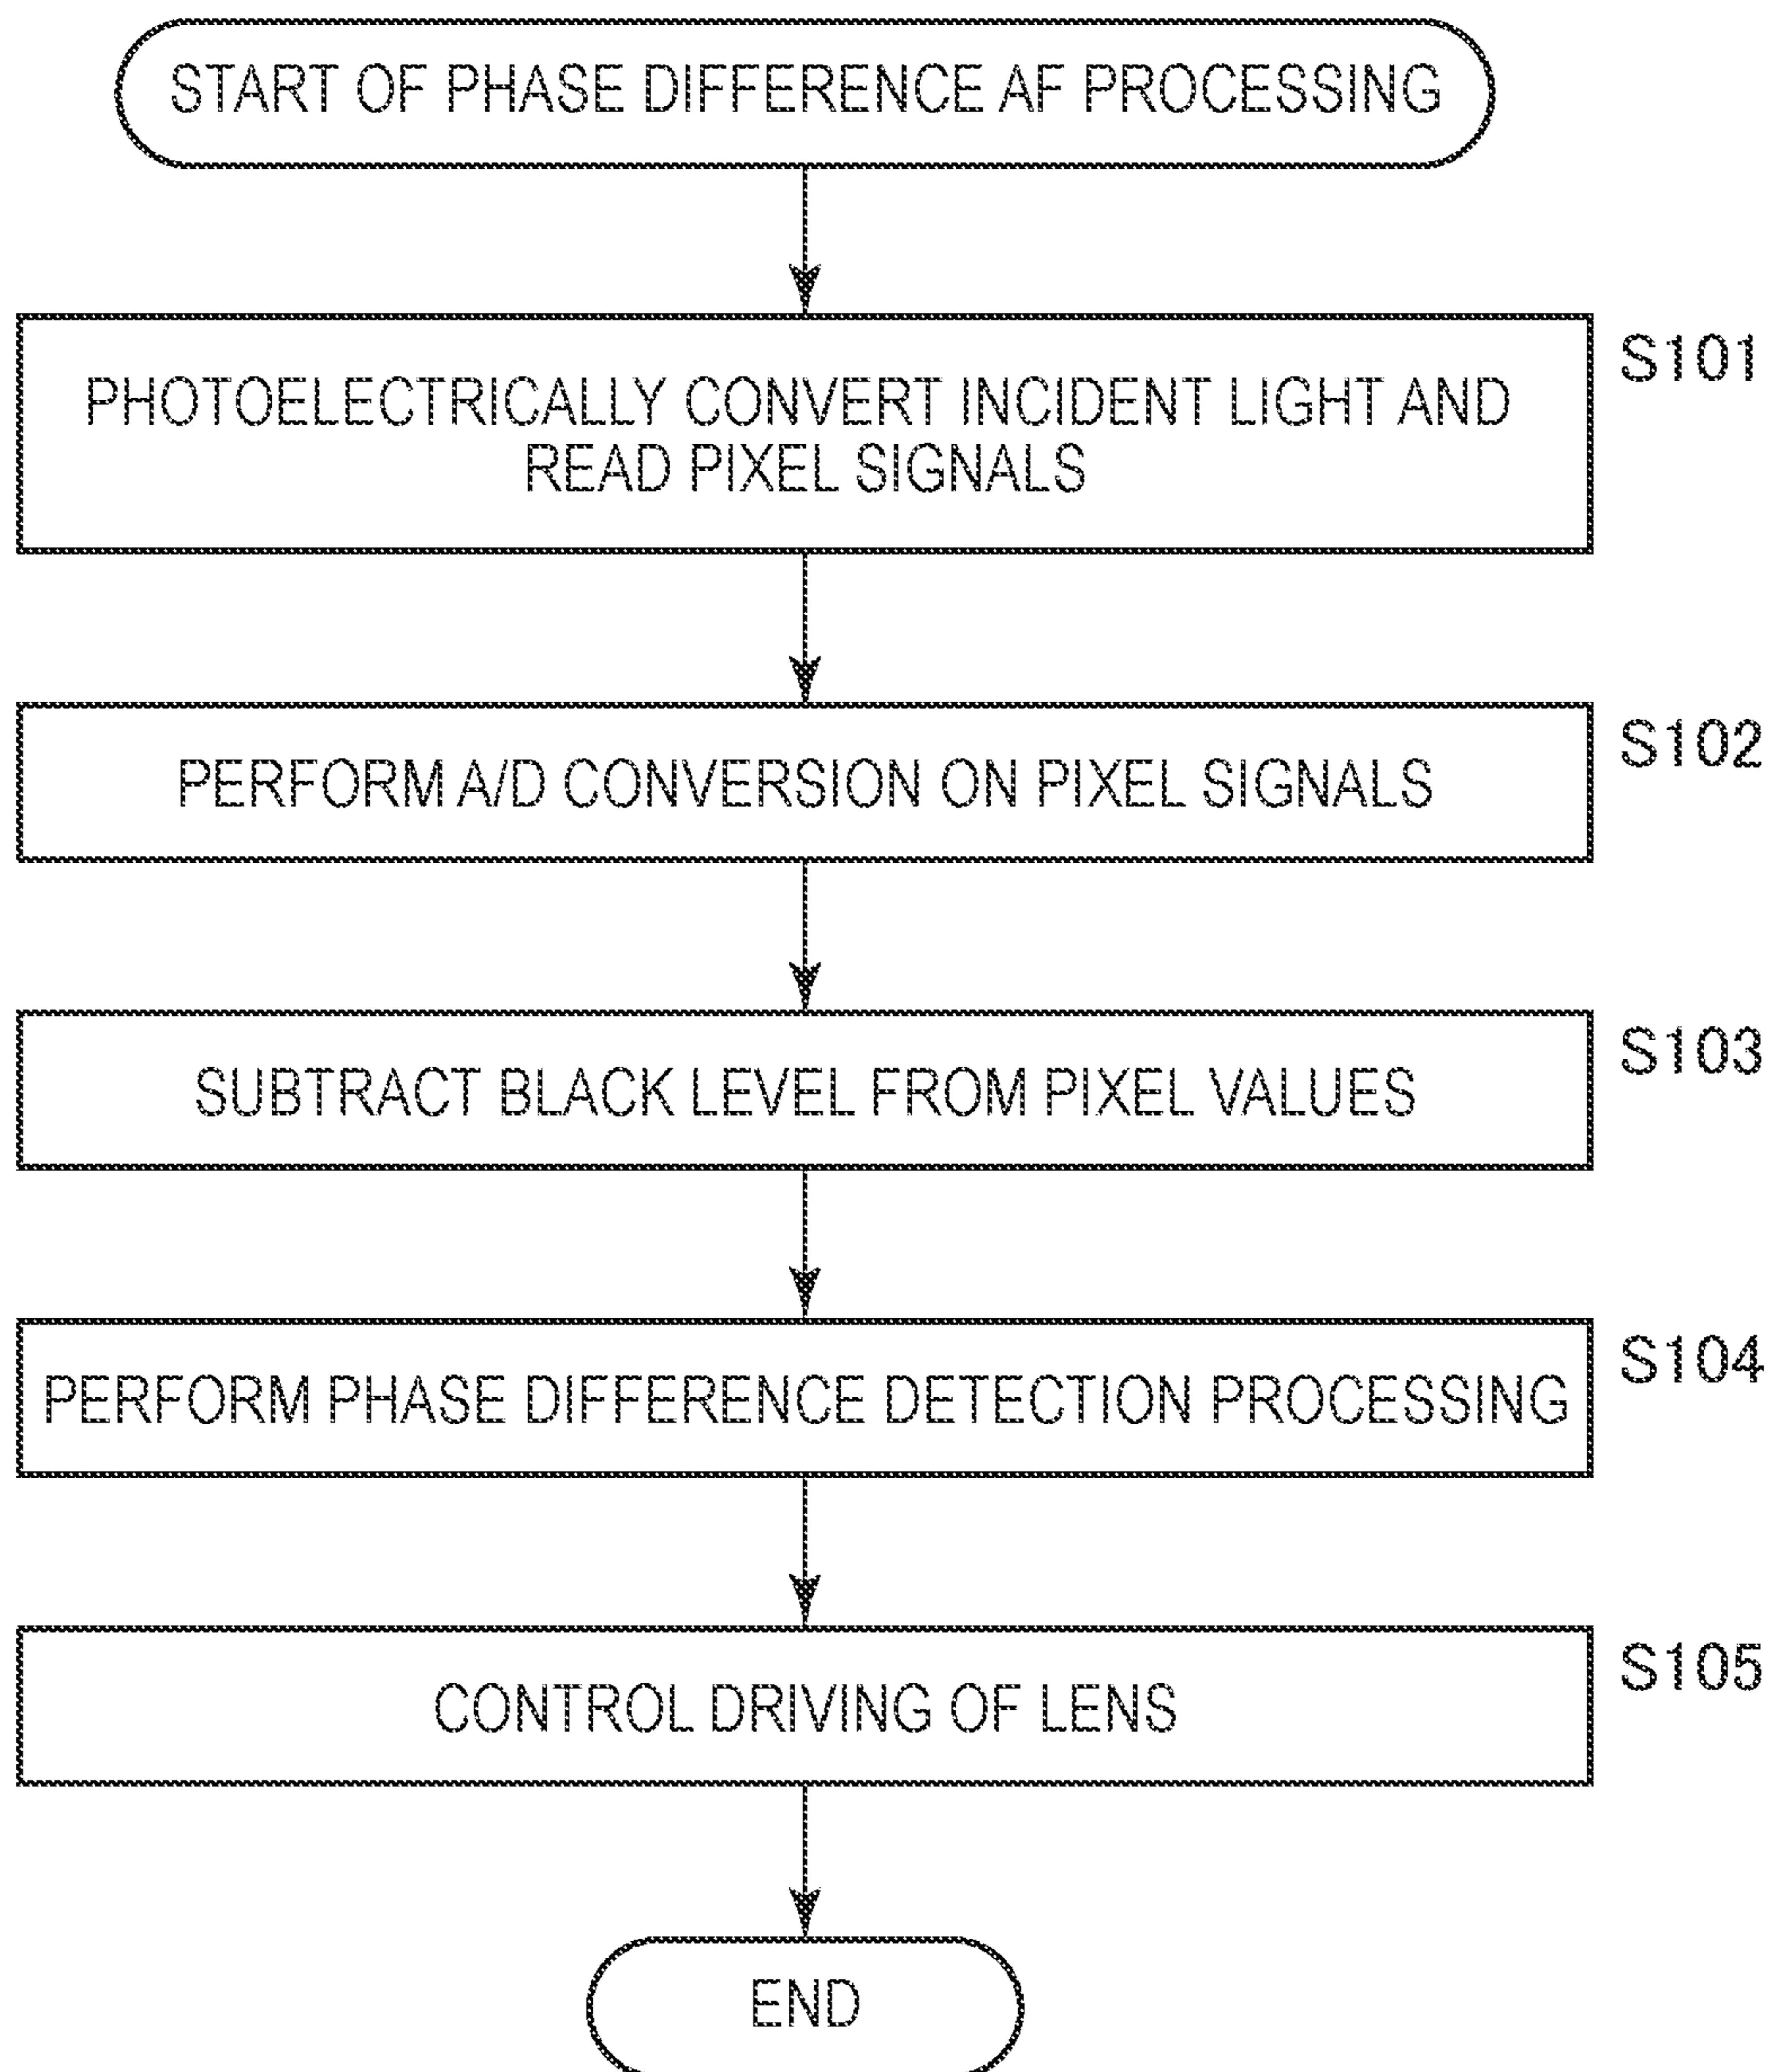 START OF PHASE DIFFERENCE AF PROCESSING
PHOTOELECTRICALLY CONVERT INCIDENT LIGHT AND
READ PIXEL SIGNALS
S101
PERFORM A/D CONVERSION ON PIXEL SIGNALS
S102
SUBTRACT BLACK LEVEL FROM PIXEL VALUES
S103
PERFORM PHASE DIFFERENCE DETECTION PROCESSING
S104
CONTROL DRIVING OF LENS
S105
END